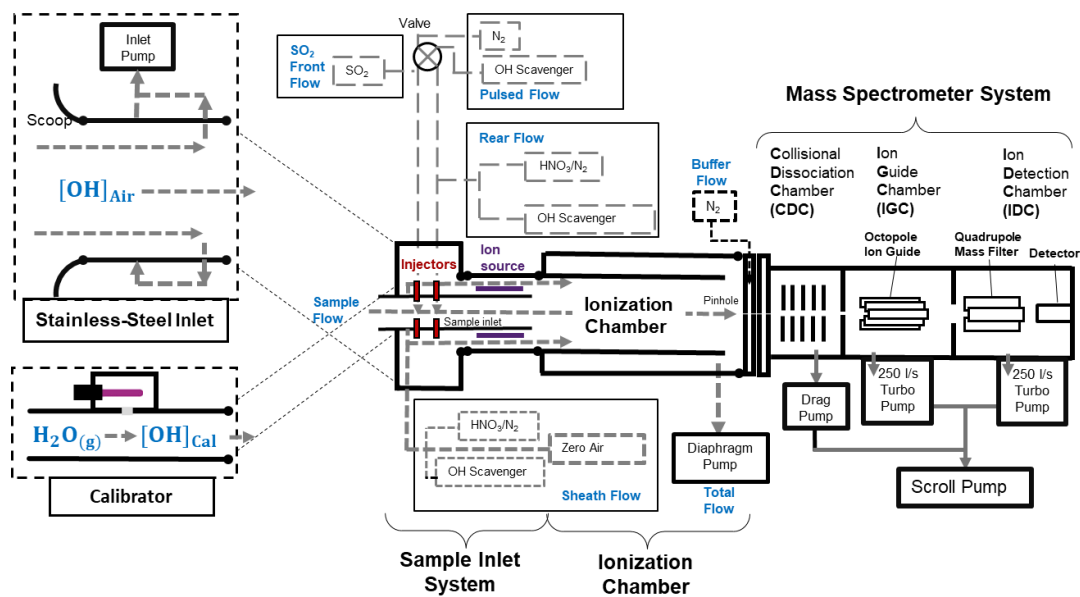 Inlet
Pump
Scoop
[OH]Air
Stainless-Steel Inlet
H2O(g)
[OH]Cal
Calibrator
Valve
SO2
Front
Flow
SO2
N2
OH Scavenger
Pulsed Flow
Rear Flow
HNO3/N2
OH Scavenger
Buffer
Flow
N2
Mass Spectrometer System
Collisional
Dissociation
Chamber
(CDC)
Ion
Guide
Chamber
(IGC)
Ion
Detection
Chamber
(IDC)
Octopole
Ion Guide
Quadrupole
Mass Filter
Detector
Injectors
Ion
source
Sample
Flow
Sample inlet
Ionization
Chamber
Pinhole
HNO3/N2
OH Scavenger
Zero Air
Sheath Flow
Diaphragm
Pump
Total
Flow
Drag
Pump
250 l/s
Turbo
Pump
250 l/s
Turbo
Pump
Scroll Pump
Sample Inlet
System
Ionization
Chamber